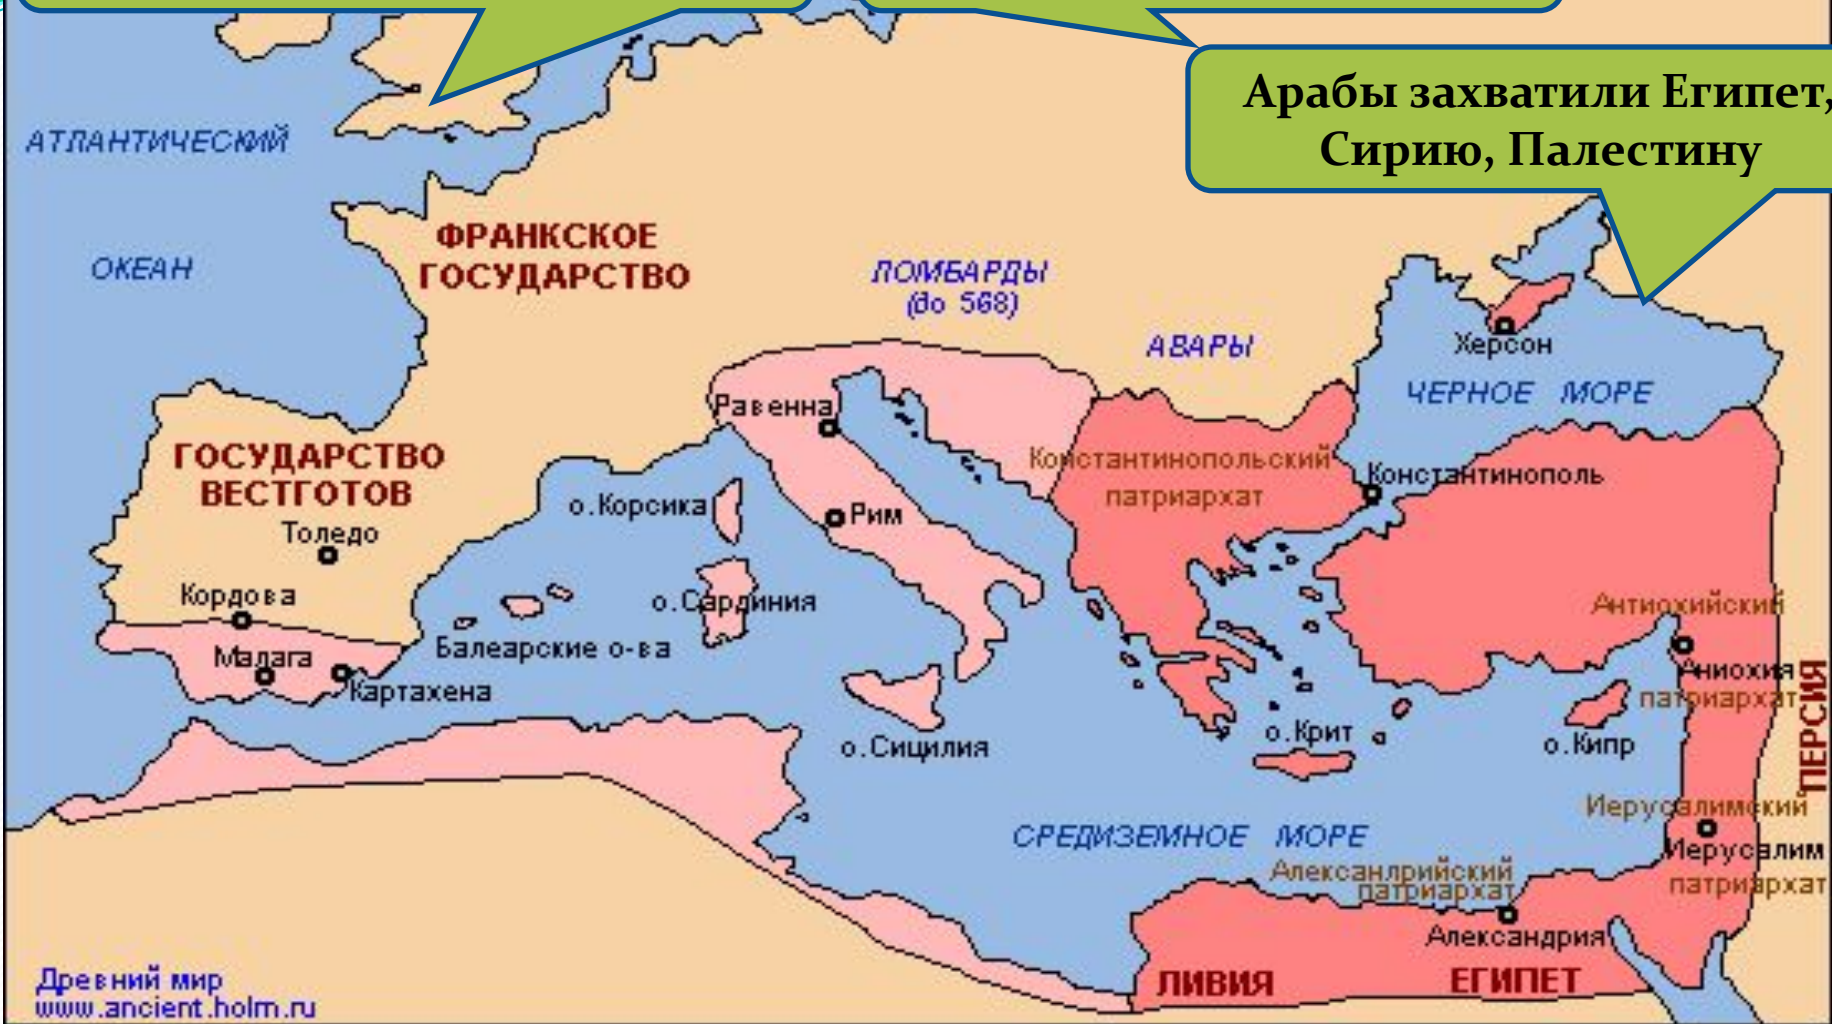 Арабы захватили Египет,
Сирию, Палестину
АТЛАНТИЧЕСКИЙ
ОКЕАН
ФРАНКСКОЕ
ГОСУДАРСТВО
ЛОМБАРДЫ
(до 568)
АВАРЫ
Херсон
ЧЕРНОЕ МОРЕ
Равенна
ГОСУДАРСТВО
ВЕСТГОТОВ
Толедо
Кордова
Малага
Картахена
Балеарские о-ва
о.Корсика
Рим
о.Сардиния
о.Сицилия
Константинопольский
патриархат
Константинополь
Антиохийский
Аниохия
патриархат
ПЕРСИЯ
о.Крит
о.Кипр
Иерусалимский
Иерусалим
патриархат
СРЕДИЗЕМНОЕ МОРЕ
Александрийский
патриархат
Александрия
ЛИВИЯ
ЕГИПЕТ
Древний мир
www.ancient.holm.ru